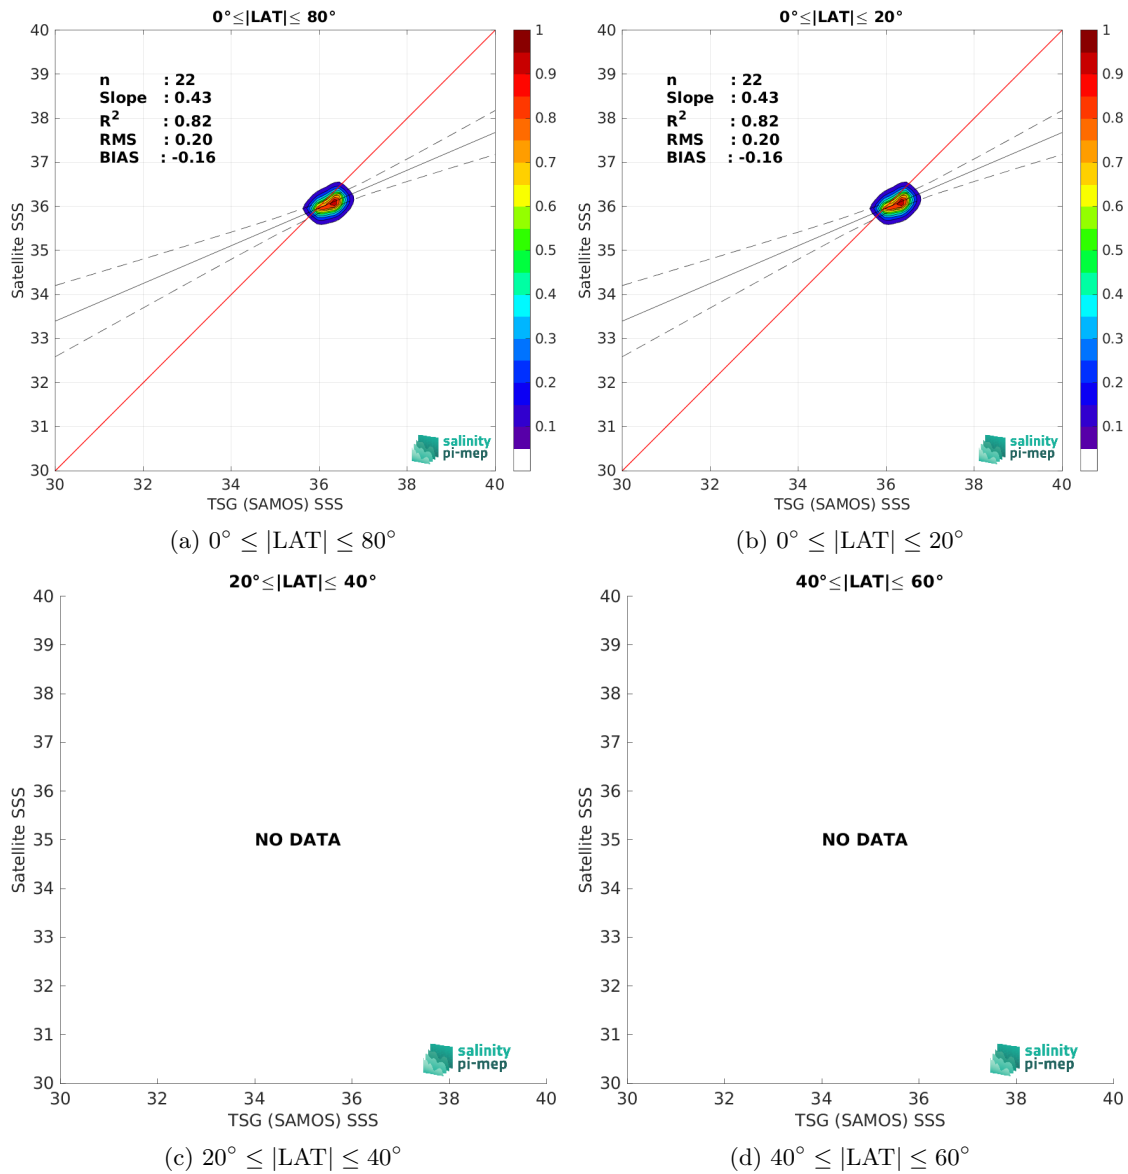 0°≤|LAT|≤ 80°
40
39
38
37
36
35
34
33
32
31
30
Satellite SSS
n : 22
Slope : 0.43
R² : 0.82
RMS : 0.20
BIAS : -0.16
1
0.9
0.8
0.7
0.6
0.5
0.4
0.3
0.2
0.1
salinity
pi-mep
30 32 34 36 38 40
TSG (SAMOS) SSS
(a) 0° ≤ |LAT| ≤ 80°
0°≤|LAT|≤ 20°
40
39
38
37
36
35
34
33
32
31
30
Satellite SSS
n : 22
Slope : 0.43
R² : 0.82
RMS : 0.20
BIAS : -0.16
1
0.9
0.8
0.7
0.6
0.5
0.4
0.3
0.2
0.1
salinity
pi-mep
30 32 34 36 38 40
TSG (SAMOS) SSS
(b) 0° ≤ |LAT| ≤ 20°
20°≤|LAT|≤ 40°
40
39
38
37
36
35
34
33
32
31
30
Satellite SSS
NO DATA
salinity
pi-mep
30 32 34 36 38 40
TSG (SAMOS) SSS
(c) 20° ≤ |LAT| ≤ 40°
40°≤|LAT|≤ 60°
40
39
38
37
36
35
34
33
32
31
30
Satellite SSS
NO DATA
salinity
pi-mep
30 32 34 36 38 40
TSG (SAMOS) SSS
(d) 40° ≤ |LAT| ≤ 60°